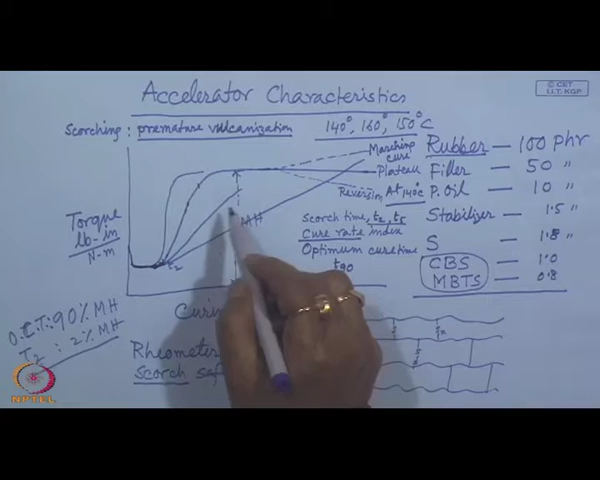 © CET
I.I.T. KGP
Accelerator Characteristics
Scorching : premature vulcanization 140°, 160°, 150°C
Marching
cure
Plateau
Reversion At 140°C
Torque
lb-in
N-m
MH
t2
Scorch time, t2, t5
Cure rate index
Optimum cure time
t90
Rubber — 100 Phr
Filler — 50 "
P. Oil — 10 "
Stabilizer — 1.5 "
S — 1.8 "
CBS — 1.0
MBTS — 0.8
O.C.T: 90% MH
T2 : 2% MH
Rheometer
Scorch
NPTEL